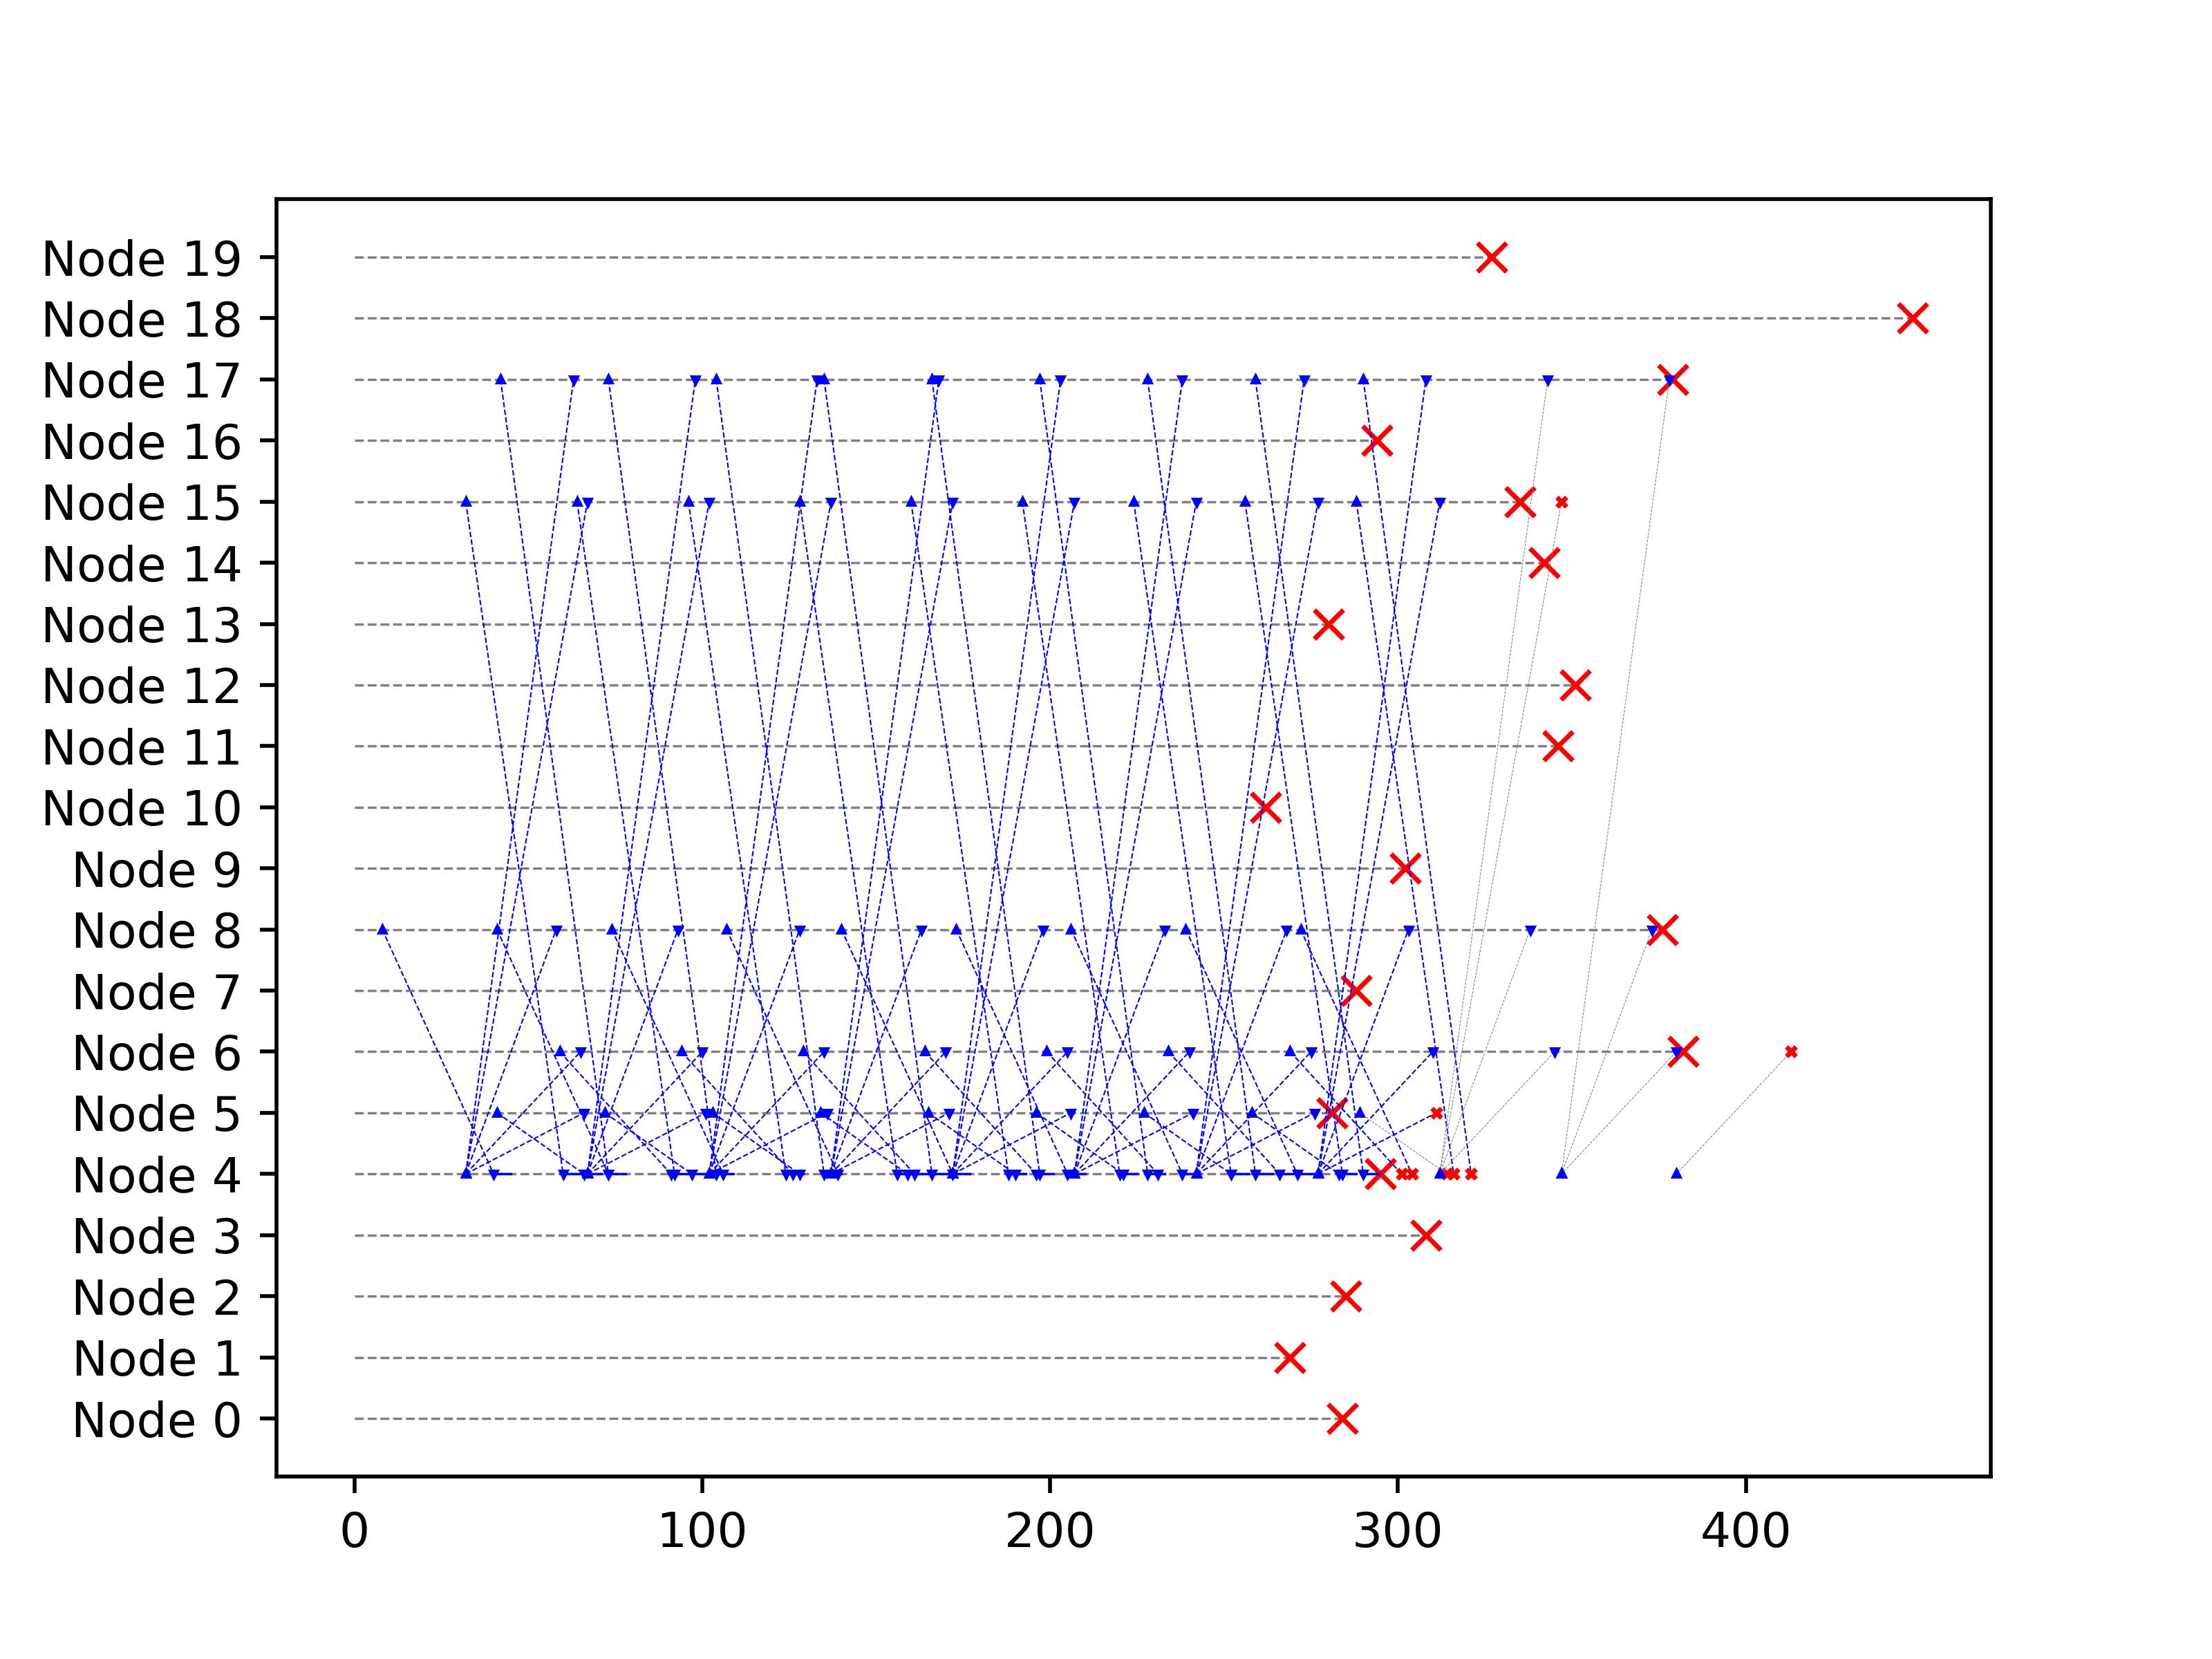 Node 19
Node 18
Node 17
Node 16
Node 15
Node 14
Node 13
Node 12
Node 11
Node 10
Node 9
Node 8
Node 7
Node 6
Node 5
Node 4
Node 3
Node 2
Node 1
Node 0
0 100 200 300 400